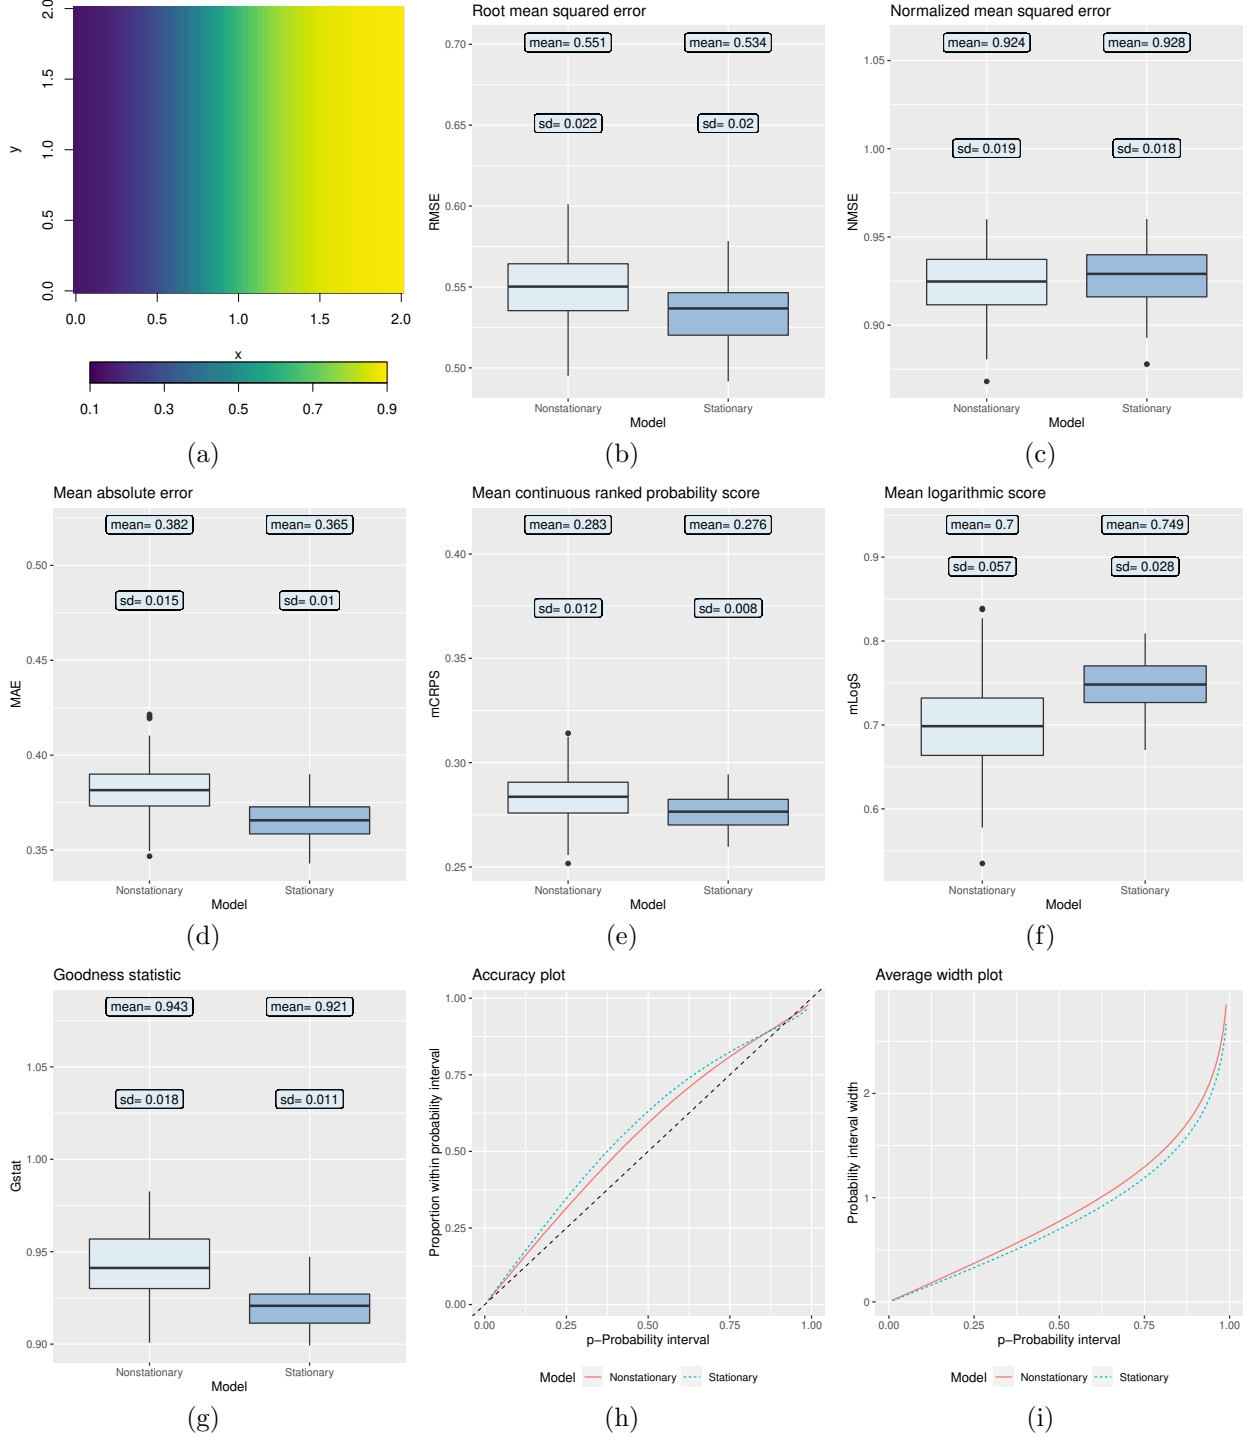 2.0
1.5
1.0
0.5
0.0
y
0.0 0.5 1.0 1.5 2.0
x
0.1 0.3 0.5 0.7 0.9
(a)
Root mean squared error
mean= 0.551 mean= 0.534
sd= 0.022 sd= 0.02
0.70
0.65
0.60
0.55
0.50
RMSE
Nonstationary Stationary
Model
(b)
Normalized mean squared error
mean= 0.924 mean= 0.928
sd= 0.019 sd= 0.018
1.05
1.00
0.95
0.90
NMSE
Nonstationary Stationary
Model
(c)
Mean absolute error
mean= 0.382 mean= 0.365
sd= 0.015 sd= 0.01
0.50
0.45
0.40
0.35
MAE
Nonstationary Stationary
Model
(d)
Mean continuous ranked probability score
mean= 0.283 mean= 0.276
sd= 0.012 sd= 0.008
0.40
0.35
0.30
0.25
mCRPS
Nonstationary Stationary
Model
(e)
Mean logarithmic score
mean= 0.7 mean= 0.749
sd= 0.057 sd= 0.028
0.9
0.8
0.7
0.6
mLogS
Nonstationary Stationary
Model
(f)
Goodness statistic
mean= 0.943 mean= 0.921
sd= 0.018 sd= 0.011
1.05
1.00
0.95
0.90
Gstat
Nonstationary Stationary
Model
(g)
Accuracy plot
1.00
0.75
0.50
0.25
0.00
Proportion within probability interval
0.00 0.25 0.50 0.75 1.00
p−Probability interval
Model Nonstationary Stationary
(h)
Average width plot
2
1
0
Probability interval width
0.00 0.25 0.50 0.75 1.00
p−Probability interval
Model Nonstationary Stationary
(i)